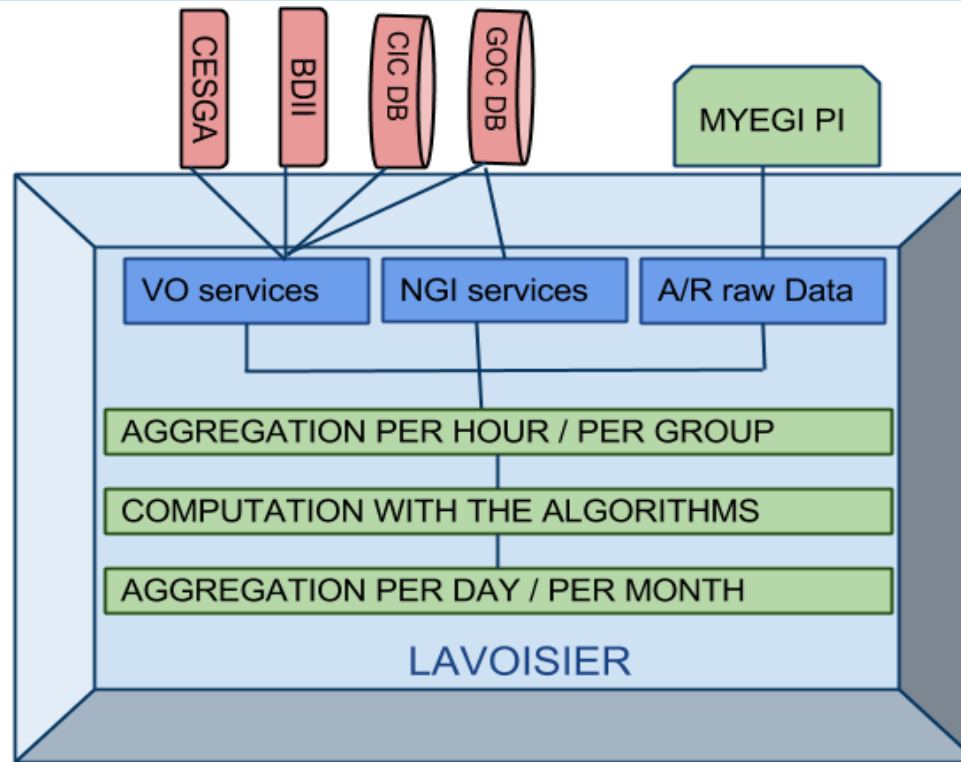 CESGA
BDII
CIC DB
GOC DB
MYEGI PI
VO services
NGI services
A/R raw Data
AGGREGATION PER HOUR / PER GROUP
COMPUTATION WITH THE ALGORITHMS
AGGREGATION PER DAY / PER MONTH
LAVOISIER